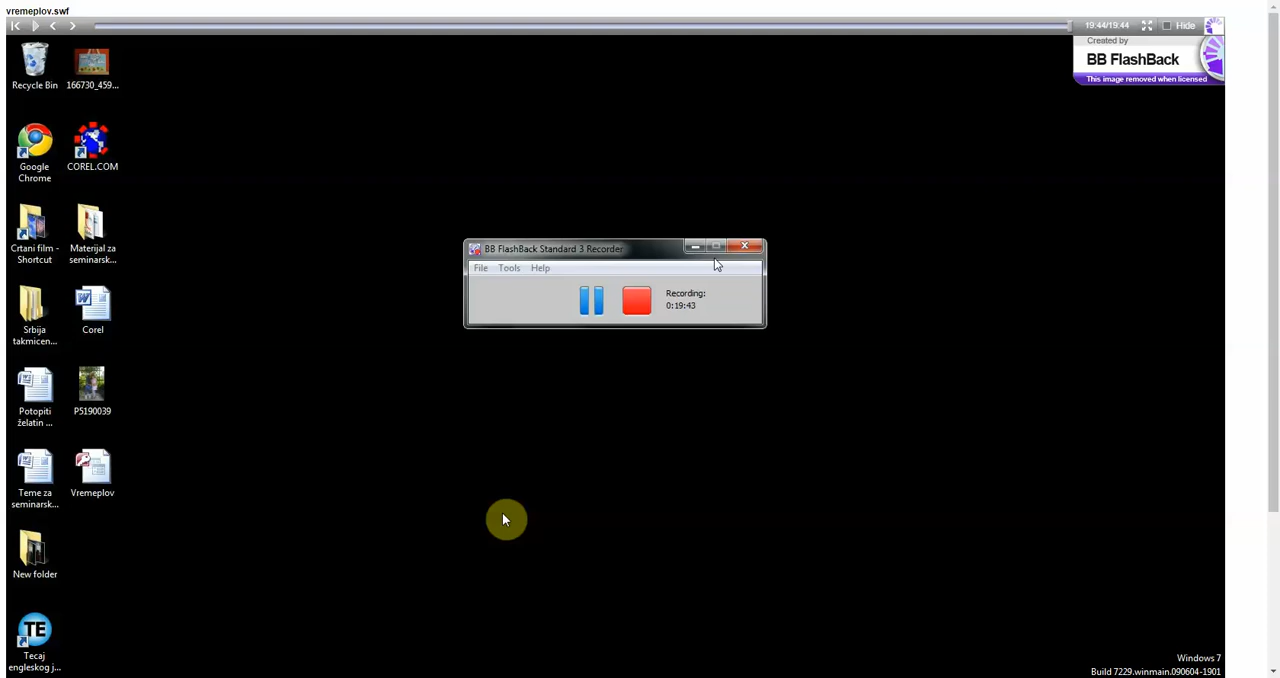 vremeplov.swf
19:44/19:44
Hide
Created by
BB FlashBack
This image removed when licensed
Recycle Bin
166730_459...
Google
Chrome
COREL.COM
Crtani film -
Shortcut
Materijal za
seminarsk...
BB FlashBack Standard 3 Recorder
File Tools Help
Recording:
0:19:43
Srbija
takmicen...
Corel
Potopiti
želatin ...
P5190039
Teme za
seminarsk...
Vremeplov
New folder
TE
Tecaj
engleskog j...
Windows 7
Build 7229.winmain.090604-1901